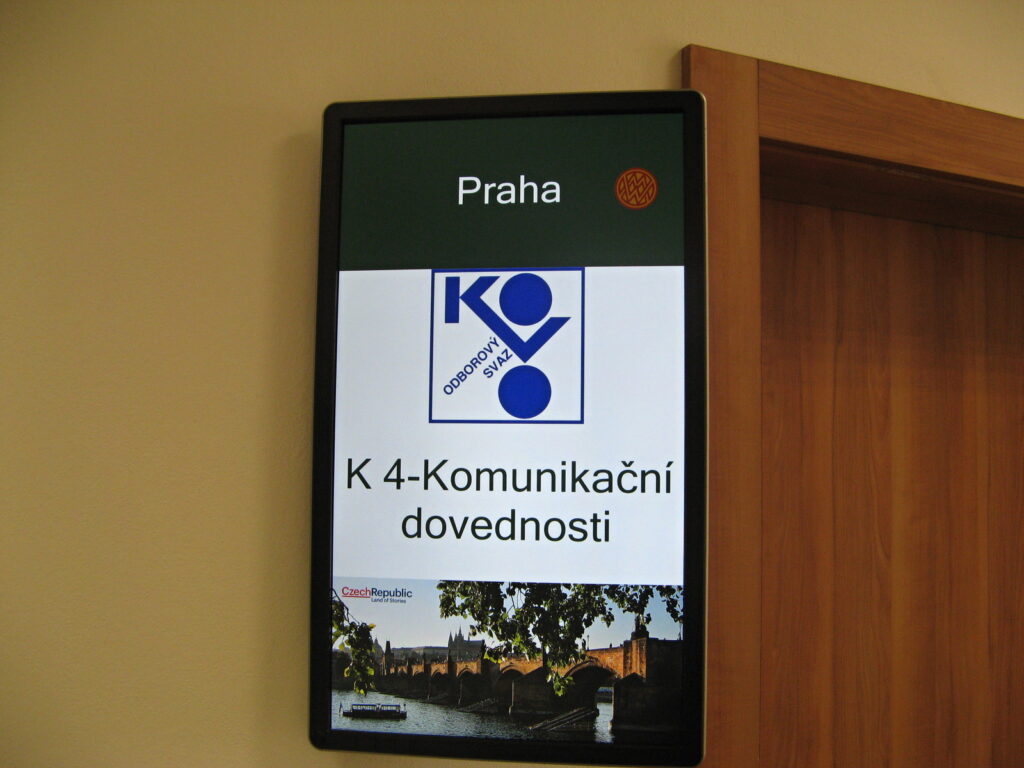 Praha
KOVO
ODBOROVÝ
SVAZ
K 4-Komunikační
dovednosti
CzechRepublic
Land of Stories